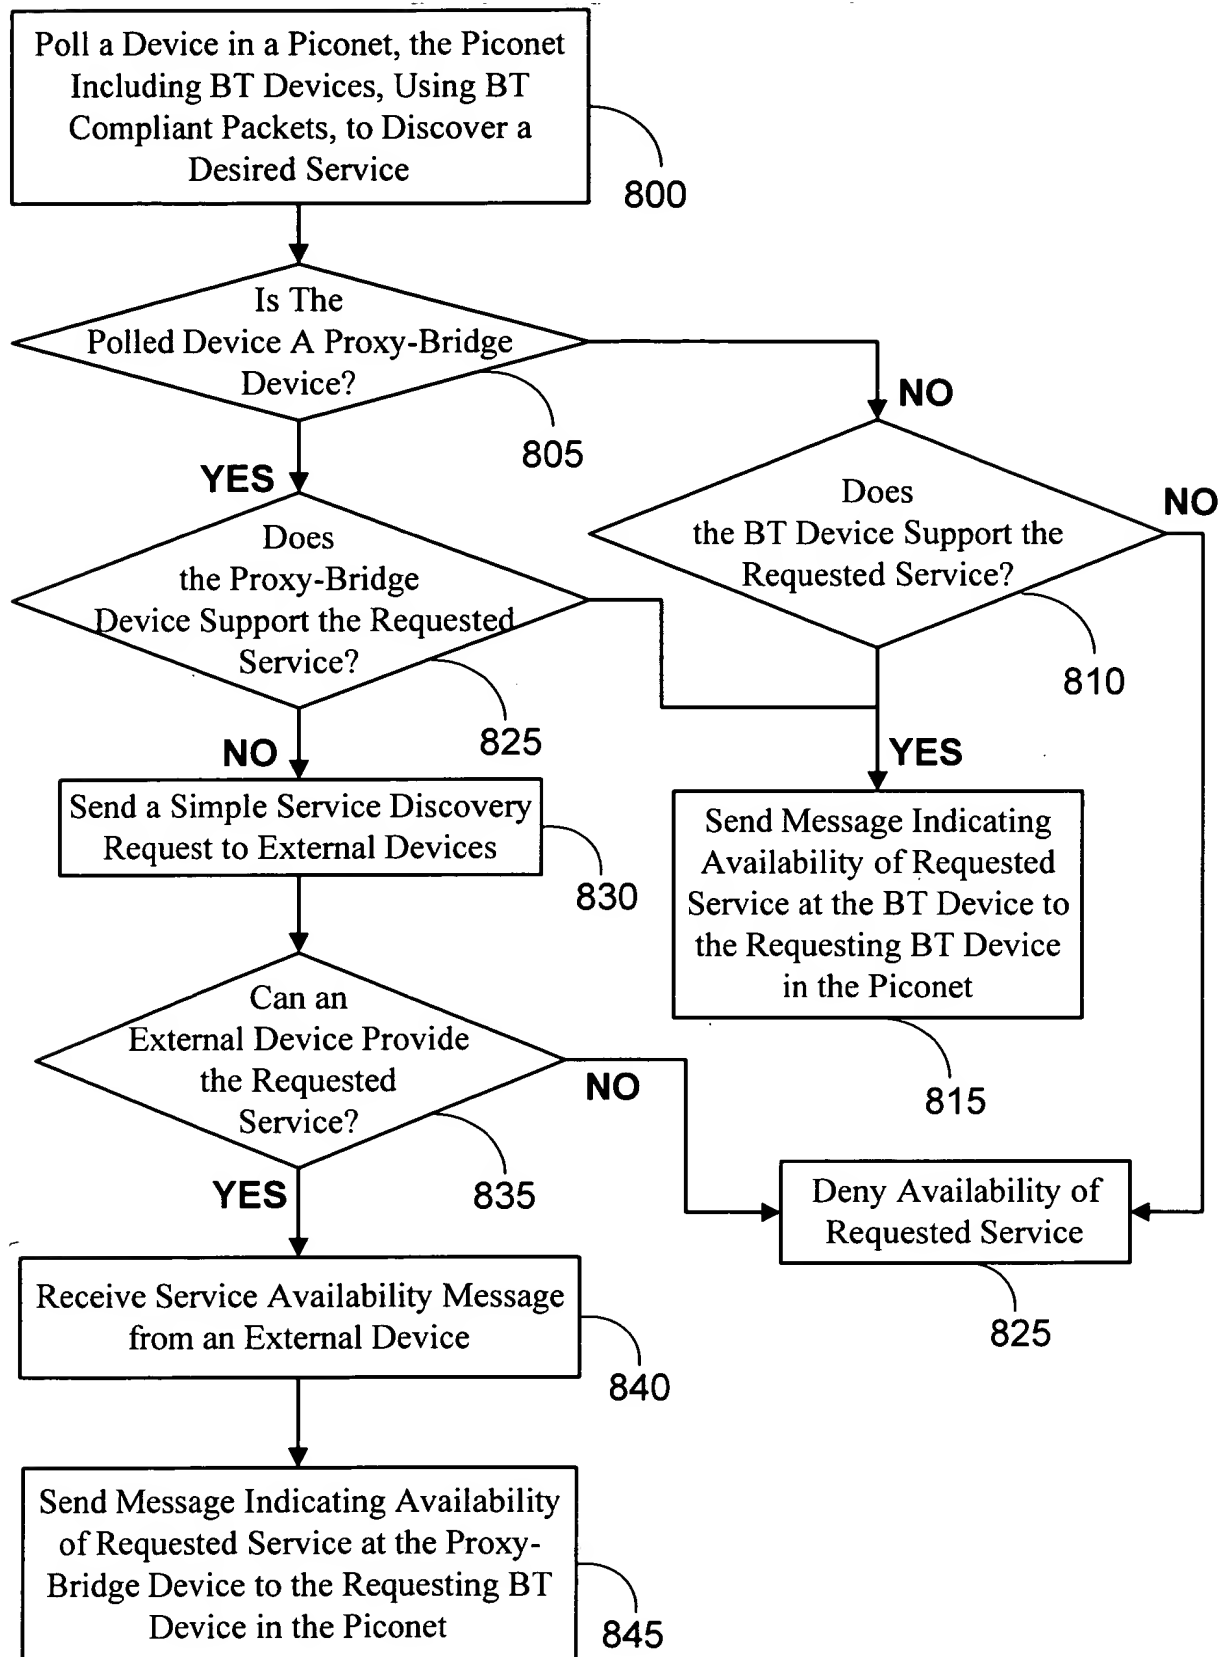 Poll a Device in a Piconet, the Piconet
Including BT Devices, Using BT
Compliant Packets, to Discover a
Desired Service
800
Is The
Polled Device A Proxy-Bridge
Device?
805
NO
YES
Does
the BT Device Support the
Requested Service?
810
NO
Does
the Proxy-Bridge
Device Support the Requested
Service?
825
NO
YES
Send a Simple Service Discovery
Request to External Devices
830
Send Message Indicating
Availability of Requested
Service at the BT Device to
the Requesting BT Device
in the Piconet
815
Can an
External Device Provide
the Requested
Service?
835
NO
YES
Deny Availability of
Requested Service
825
Receive Service Availability Message
from an External Device
840
Send Message Indicating Availability
of Requested Service at the Proxy-
Bridge Device to the Requesting BT
Device in the Piconet
845